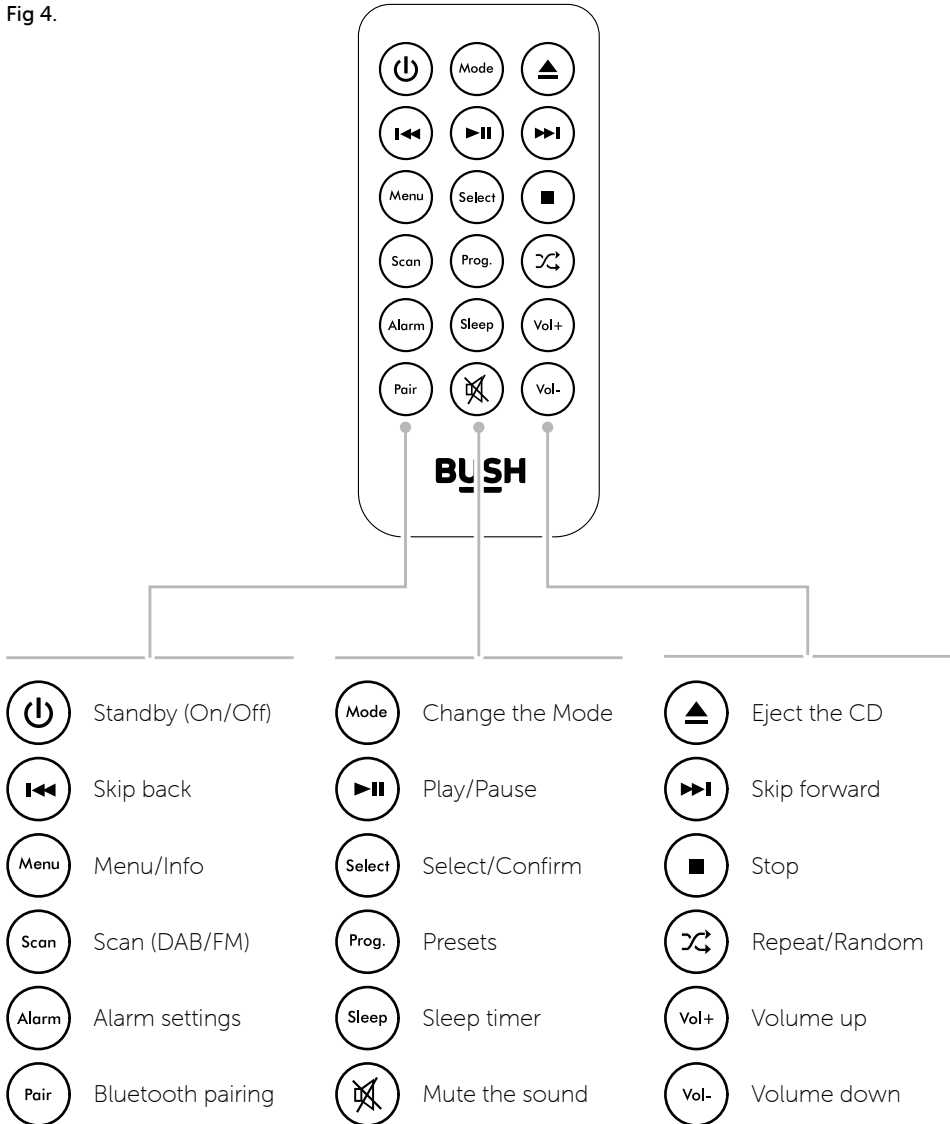 Fig 4.
Mode
Menu Select
Scan Prog.
Alarm Sleep Vol+
Pair Vol-
BUSH
Standby (On/Off)
Skip back
Menu Menu/Info
Scan Scan (DAB/FM)
Alarm Alarm settings
Pair Bluetooth pairing
Mode Change the Mode
Play/Pause
Select Select/Confirm
Prog. Presets
Sleep Sleep timer
Mute the sound
Eject the CD
Skip forward
Stop
Repeat/Random
Vol+ Volume up
Vol- Volume down